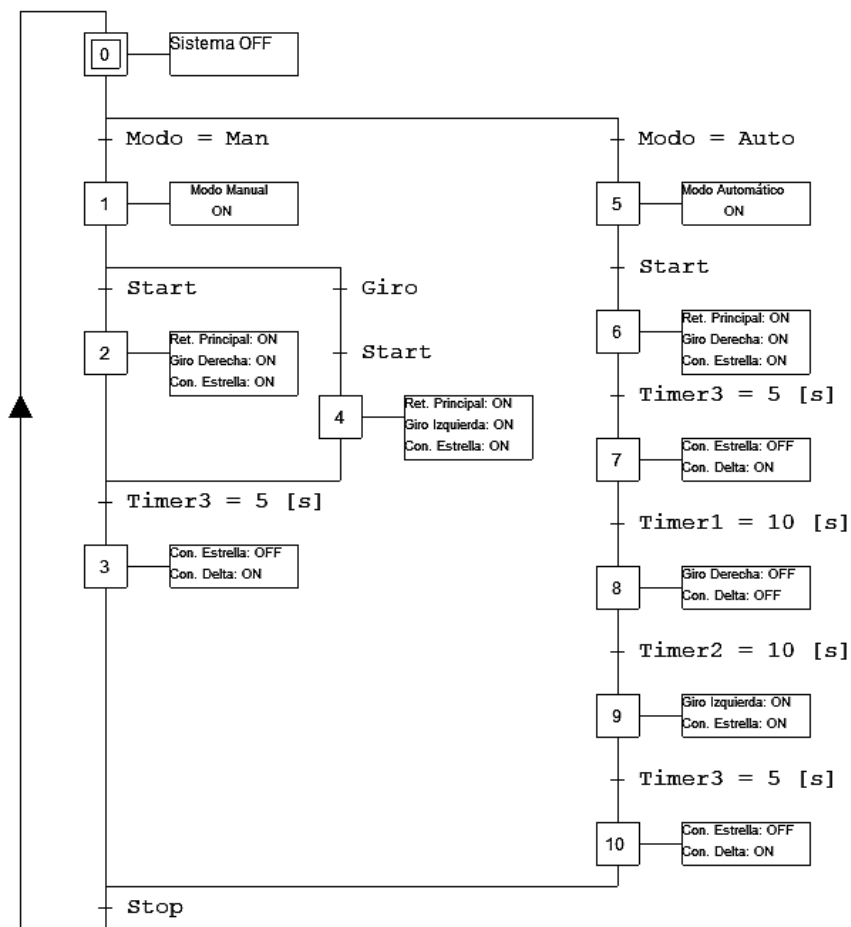 0
Sistema OFF
Modo = Man
1
Modo Manual
ON
Start
Giro
2
Ret. Principal: ON
Giro Derecha: ON
Con. Estrella: ON
Start
4
Ret. Principal: ON
Giro Izquierda: ON
Con. Estrella: ON
Timer3 = 5 [s]
3
Con. Estrella: OFF
Con. Delta: ON
Modo = Auto
5
Modo Automático
ON
Start
6
Ret. Principal: ON
Giro Derecha: ON
Con. Estrella: ON
Timer3 = 5 [s]
7
Con. Estrella: OFF
Con. Delta: ON
Timer1 = 10 [s]
8
Giro Derecha: OFF
Con. Delta: OFF
Timer2 = 10 [s]
9
Giro Izquierda: ON
Con. Estrella: ON
Timer3 = 5 [s]
10
Con. Estrella: OFF
Con. Delta: ON
Stop